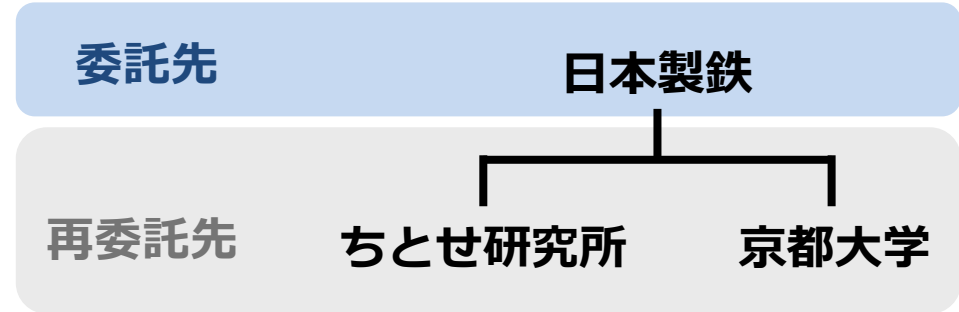 委託先
日本製鉄
再委託先
ちとせ研究所
京都大学